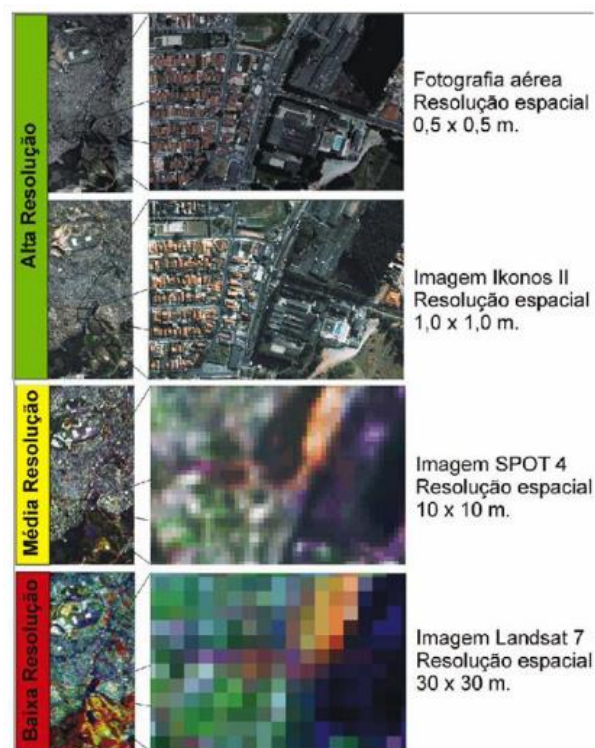 Alta Resolução
Fotografia aérea
Resolução espacial
0,5 x 0,5 m.
Imagem Ikonos II
Resolução espacial
1,0 x 1,0 m.
Média Resolução
Imagem SPOT 4
Resolução espacial
10 x 10 m.
Baixa Resolução
Imagem Landsat 7
Resolução espacial
30 x 30 m.